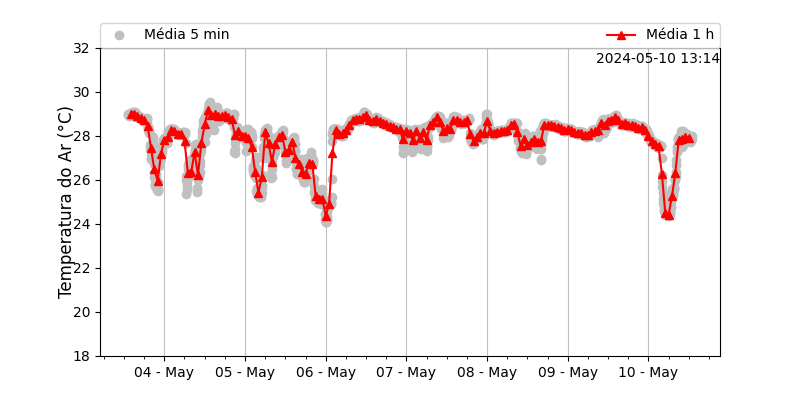 Média 5 min
Média 1 h
2024-05-10 13:14
Temperatura do Ar (°C)
32
30
28
26
24
22
20
18
04 - May
05 - May
06 - May
07 - May
08 - May
09 - May
10 - May